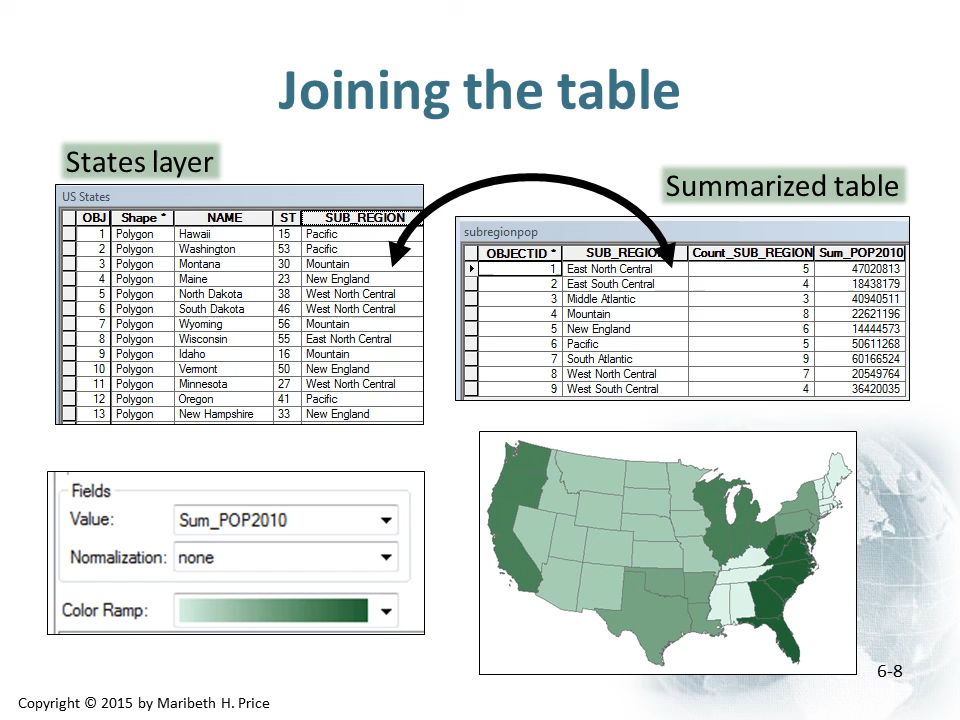 Joining the table
States layer
Summarized table
US States
OBJ Shape * NAME ST SUB_REGION
1 Polygon Hawaii 15 Pacific
2 Polygon Washington 53 Pacific
3 Polygon Montana 30 Mountain
4 Polygon Maine 23 New England
5 Polygon North Dakota 38 West North Central
6 Polygon South Dakota 46 West North Central
7 Polygon Wyoming 56 Mountain
8 Polygon Wisconsin 55 East North Central
9 Polygon Idaho 16 Mountain
10 Polygon Vermont 50 New England
11 Polygon Minnesota 27 West North Central
12 Polygon Oregon 41 Pacific
13 Polygon New Hampshire 33 New England
subregionpop
OBJECTID * SUB_REGION Count_SUB_REGION Sum_POP2010
1 East North Central 5 47020813
2 East South Central 4 18438179
3 Middle Atlantic 3 40940511
4 Mountain 8 22621196
5 New England 6 14444573
6 Pacific 5 50611268
7 South Atlantic 9 60166524
8 West North Central 7 20549764
9 West South Central 4 36420035
Fields
Value: Sum_POP2010
Normalization: none
Color Ramp:
6-8
Copyright © 2015 by Maribeth H. Price